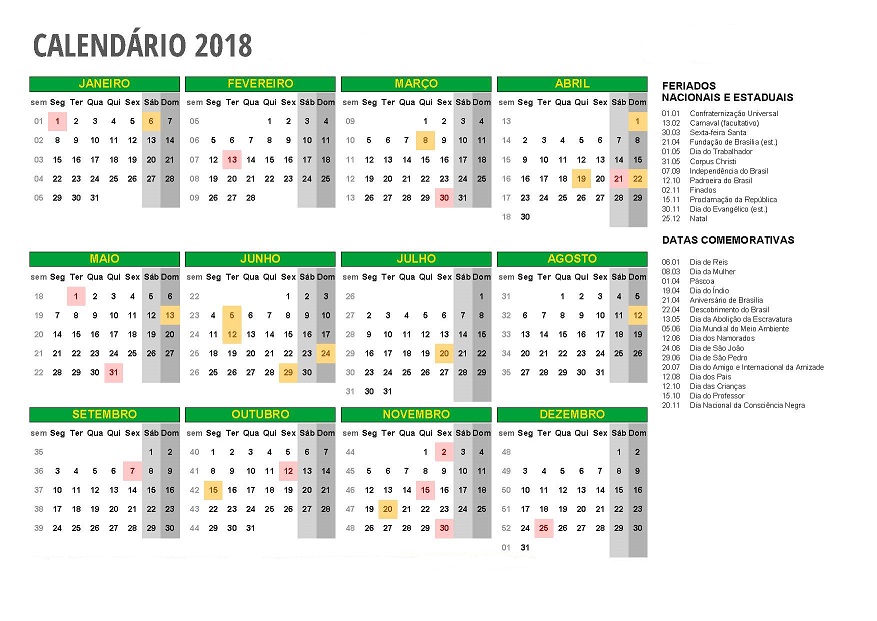 CALENDÁRIO 2018
JANEIRO
sem Seg Ter Qua Qui Sex Sáb Dom
01 1 2 3 4 5 6 7
02 8 9 10 11 12 13 14
03 15 16 17 18 19 20 21
04 22 23 24 25 26 27 28
05 29 30 31
FEVEREIRO
sem Seg Ter Qua Qui Sex Sáb Dom
05 1 2 3 4
06 5 6 7 8 9 10 11
07 12 13 14 15 16 17 18
08 19 20 21 22 23 24 25
09 26 27 28
MARÇO
sem Seg Ter Qua Qui Sex Sáb Dom
09 1 2 3 4
10 5 6 7 8 9 10 11
11 12 13 14 15 16 17 18
12 19 20 21 22 23 24 25
13 26 27 28 29 30 31
ABRIL
sem Seg Ter Qua Qui Sex Sáb Dom
13 1
14 2 3 4 5 6 7 8
15 9 10 11 12 13 14 15
16 16 17 18 19 20 21 22
17 23 24 25 26 27 28 29
18 30
MAIO
sem Seg Ter Qua Qui Sex Sáb Dom
18 1 2 3 4 5 6
19 7 8 9 10 11 12 13
20 14 15 16 17 18 19 20
21 21 22 23 24 25 26 27
22 28 29 30 31
JUNHO
sem Seg Ter Qua Qui Sex Sáb Dom
22 1 2 3
23 4 5 6 7 8 9 10
24 11 12 13 14 15 16 17
25 18 19 20 21 22 23 24
26 25 26 27 28 29 30
JULHO
sem Seg Ter Qua Qui Sex Sáb Dom
26 1
27 2 3 4 5 6 7 8
28 9 10 11 12 13 14 15
29 16 17 18 19 20 21 22
30 23 24 25 26 27 28 29
31 30 31
AGOSTO
sem Seg Ter Qua Qui Sex Sáb Dom
31 1 2 3 4 5
32 6 7 8 9 10 11 12
33 13 14 15 16 17 18 19
34 20 21 22 23 24 25 26
35 27 28 29 30 31
SETEMBRO
sem Seg Ter Qua Qui Sex Sáb Dom
35 1 2
36 3 4 5 6 7 8 9
37 10 11 12 13 14 15 16
38 17 18 19 20 21 22 23
39 24 25 26 27 28 29 30
OUTUBRO
sem Seg Ter Qua Qui Sex Sáb Dom
40 1 2 3 4 5 6 7
41 8 9 10 11 12 13 14
42 15 16 17 18 19 20 21
43 22 23 24 25 26 27 28
44 29 30 31
NOVEMBRO
sem Seg Ter Qua Qui Sex Sáb Dom
44 1 2 3 4
45 5 6 7 8 9 10 11
46 12 13 14 15 16 17 18
47 19 20 21 22 23 24 25
48 26 27 28 29 30
DEZEMBRO
sem Seg Ter Qua Qui Sex Sáb Dom
48 1 2
49 3 4 5 6 7 8 9
50 10 11 12 13 14 15 16
51 17 18 19 20 21 22 23
52 24 25 26 27 28 29 30
01 31
FERIADOS
NACIONAIS E ESTADUAIS
01.01 Confraternização Universal
13.02 Carnaval (facultativo)
30.03 Sexta-feira Santa
21.04 Fundação de Brasília (est.)
01.05 Dia do Trabalhador
31.05 Corpus Christi
07.09 Independência do Brasil
12.10 Padroeira do Brasil
02.11 Finados
15.11 Proclamação da República
30.11 Dia do Evangélico (est.)
25.12 Natal
DATAS COMEMORATIVAS
06.01 Dia de Reis
08.03 Dia da Mulher
01.04 Páscoa
19.04 Dia do Índio
21.04 Aniversário de Brasília
22.04 Descobrimento do Brasil
13.05 Dia da Abolição da Escravatura
05.06 Dia Mundial do Meio Ambiente
12.06 Dia dos Namorados
24.06 Dia de São João
29.06 Dia de São Pedro
20.07 Dia do Amigo e Internacional da Amizade
12.08 Dia dos Pais
12.10 Dia das Crianças
15.10 Dia do Professor
20.11 Dia Nacional da Consciência Negra